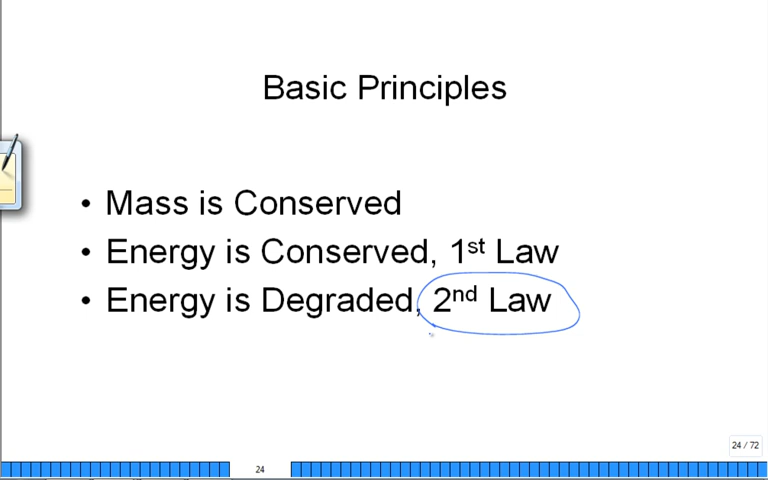 Basic Principles
• Mass is Conserved
• Energy is Conserved, 1st Law
• Energy is Degraded, 2nd Law
24 / 72
24